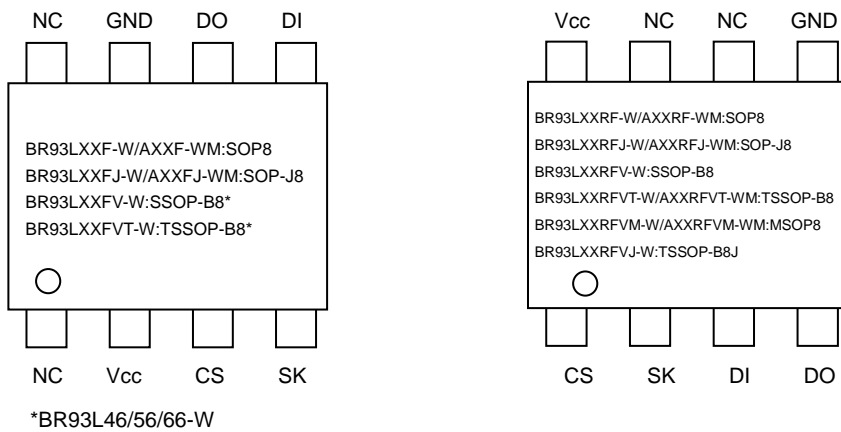 NC GND DO DI
BR93LXXF-W/AXXF-WM:SOP8
BR93LXXFJ-W/AXXFJ-WM:SOP-J8
BR93LXXFV-W:SSOP-B8*
BR93LXXFVT-W:TSSOP-B8*
NC Vcc CS SK
*BR93L46/56/66-W
Vcc NC NC GND
BR93LXXRF-W/AXXRF-WM:SOP8
BR93LXXRFJ-W/AXXRFJ-WM:SOP-J8
BR93LXXRFV-W:SSOP-B8
BR93LXXRFVT-W/AXXRFVT-WM:TSSOP-B8
BR93LXXRFVM-W/AXXRFVM-WM:MSOP8
BR93LXXRFVJ-W:TSSOP-B8J
CS SK DI DO